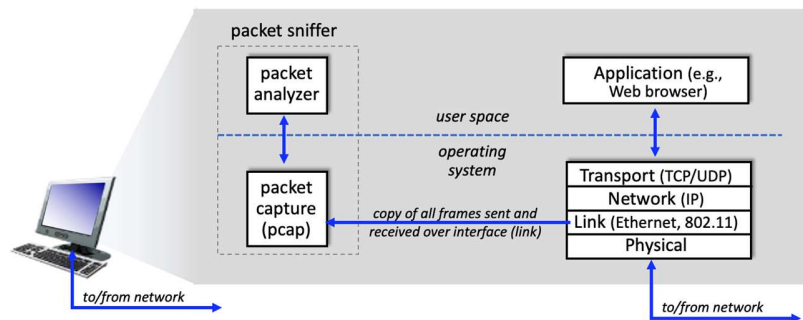 packet sniffer
packet
analyzer
Application (e.g.,
Web browser)
user space
operating
system
packet
capture
(pcap)
copy of all frames sent and
received over interface (link)
Transport (TCP/UDP)
Network (IP)
Link (Ethernet, 802.11)
Physical
to/from network
to/from network